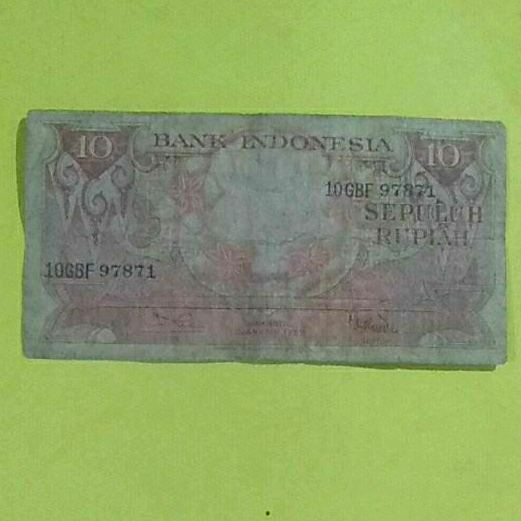 10 BANK INDONESIA 10
10GBF 97871
SEPULUH
RUPIAH
10GBF 97871